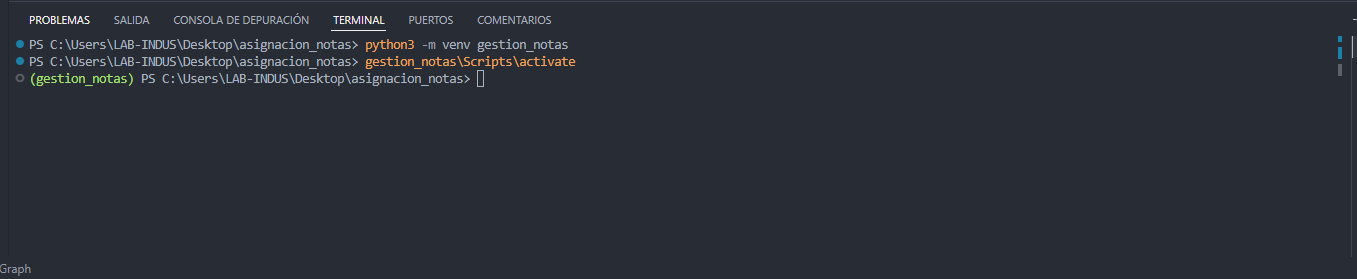 PROBLEMAS SALIDA CONSOLA DE DEPURACIÓN TERMINAL PUERTOS COMENTARIOS
PS C:\Users\LAB-INDUS\Desktop\asignacion_notas> python3 -m venv gestion_notas
PS C:\Users\LAB-INDUS\Desktop\asignacion_notas> gestion_notas\Scripts\activate
(gestion_notas) PS C:\Users\LAB-INDUS\Desktop\asignacion_notas>
Graph